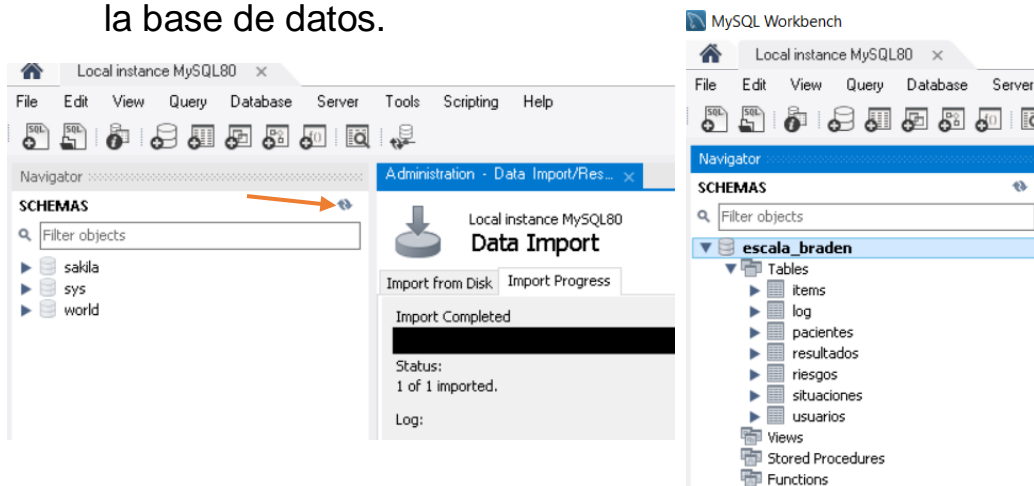 la base de datos.
Local instance MySQL80
File Edit View Query Database Server Tools Scripting Help
Navigator
SCHEMAS
Filter objects
sakila
sys
world
Administration - Data Import/Res...
Local instance MySQL80
Data Import
Import from Disk Import Progress
Import Completed
Status:
1 of 1 imported.
Log:
MySQL Workbench
Local instance MySQL80
File Edit View Query Database Server
Navigator
SCHEMAS
Filter objects
escala_braden
Tables
items
log
pacientes
resultados
riesgos
situaciones
usuarios
Views
Stored Procedures
Functions